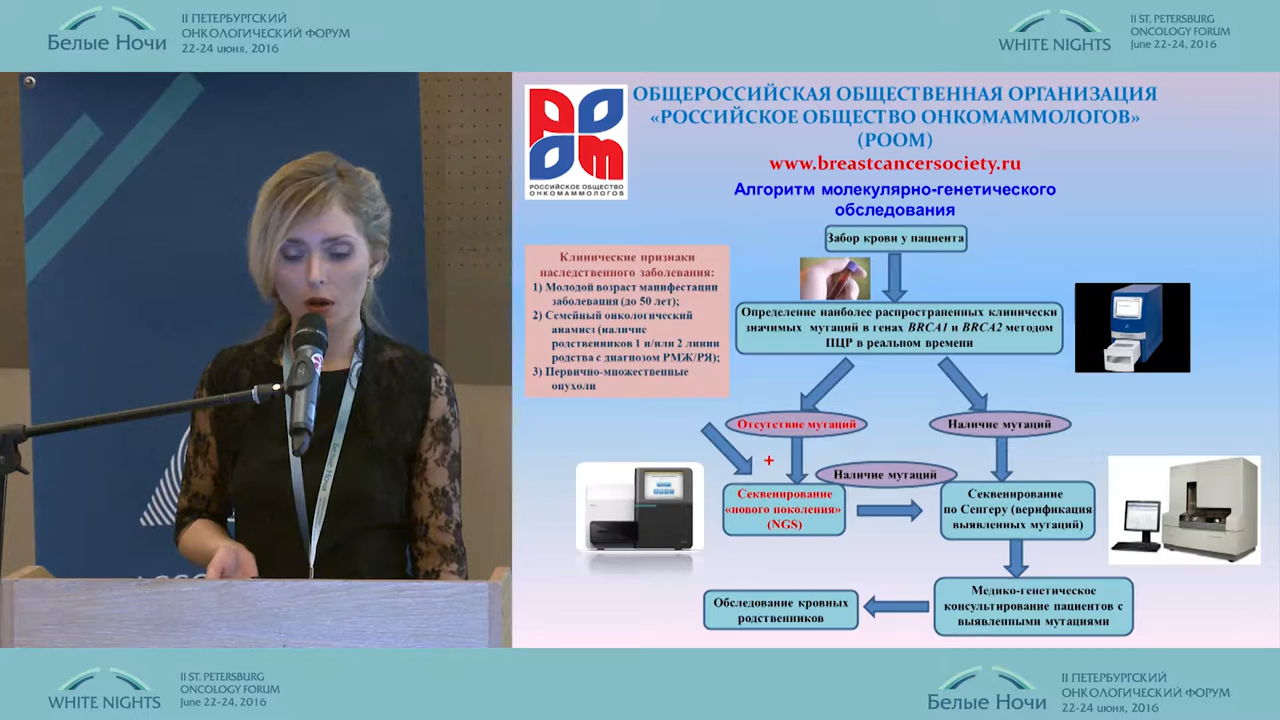 Белые Ночи
II ПЕТЕРБУРГСКИЙ
ОНКОЛОГИЧЕСКИЙ ФОРУМ
22-24 июня, 2016
WHITE NIGHTS
II ST. PETERSBURG
ONCOLOGY FORUM
June 22-24, 2016
РООМ
РОССИЙСКОЕ ОБЩЕСТВО
ОНКОМАММОЛОГОВ
ОБЩЕРОССИЙСКАЯ ОБЩЕСТВЕННАЯ ОРГАНИЗАЦИЯ
«РОССИЙСКОЕ ОБЩЕСТВО ОНКОМАММОЛОГОВ»
(РООМ)
www.breastcancersociety.ru
Алгоритм молекулярно-генетического
обследования
Забор крови у пациента
Клинические признаки
наследственного заболевания:
1) Молодой возраст манифестации
заболевания (до 50 лет);
2) Семейный онкологический
анамнез (наличие
родственников 1 и/или 2 линии
родства с диагнозом РМЖ/РЯ);
3) Первично-множественные
опухоли
Определение наиболее распространенных клинически
значимых мутаций в генах BRCA1 и BRCA2 методом
ПЦР в реальном времени
Отсутствие мутаций
Наличие мутаций
+
Наличие мутаций
Секвенирование
«нового поколения»
(NGS)
Секвенирование
по Сенгеру (верификация
выявленных мутаций)
Медико-генетическое
консультирование пациентов с
выявленными мутациями
Обследование кровных
родственников
Белые Ночи
WHITE NIGHTS
II ST. PETERSBURG
ONCOLOGY FORUM
June 22-24, 2016
Белые Ночи
II ПЕТЕРБУРГСКИЙ
ОНКОЛОГИЧЕСКИЙ ФОРУМ
22-24 июня, 2016